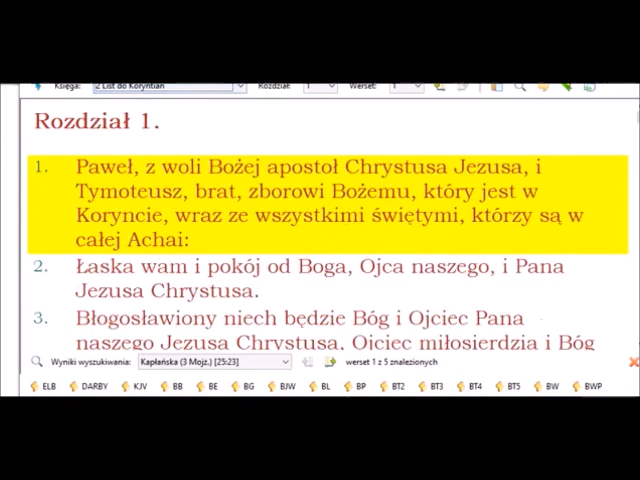 Księga: 2 List do Koryntian Rozdział: 1 Werset: 1
Rozdział 1.
1. Paweł, z woli Bożej apostoł Chrystusa Jezusa, i
Tymoteusz, brat, zborowi Bożemu, który jest w
Koryncie, wraz ze wszystkimi świętymi, którzy są w
całej Achai:
2. Łaska wam i pokój od Boga, Ojca naszego, i Pana
Jezusa Chrystusa.
3. Błogosławiony niech będzie Bóg i Ojciec Pana
naszego Jezusa Chrystusa, Ojciec miłosierdzia i Bóg
Wyniki wyszukiwania: Kapłańska (3 Mojż.) [25:23] werset 1 z 5 znalezionych
ELB DARBY KJV BB BE BG BJW BL BP BT2 BT3 BT4 BT5 BW BWP